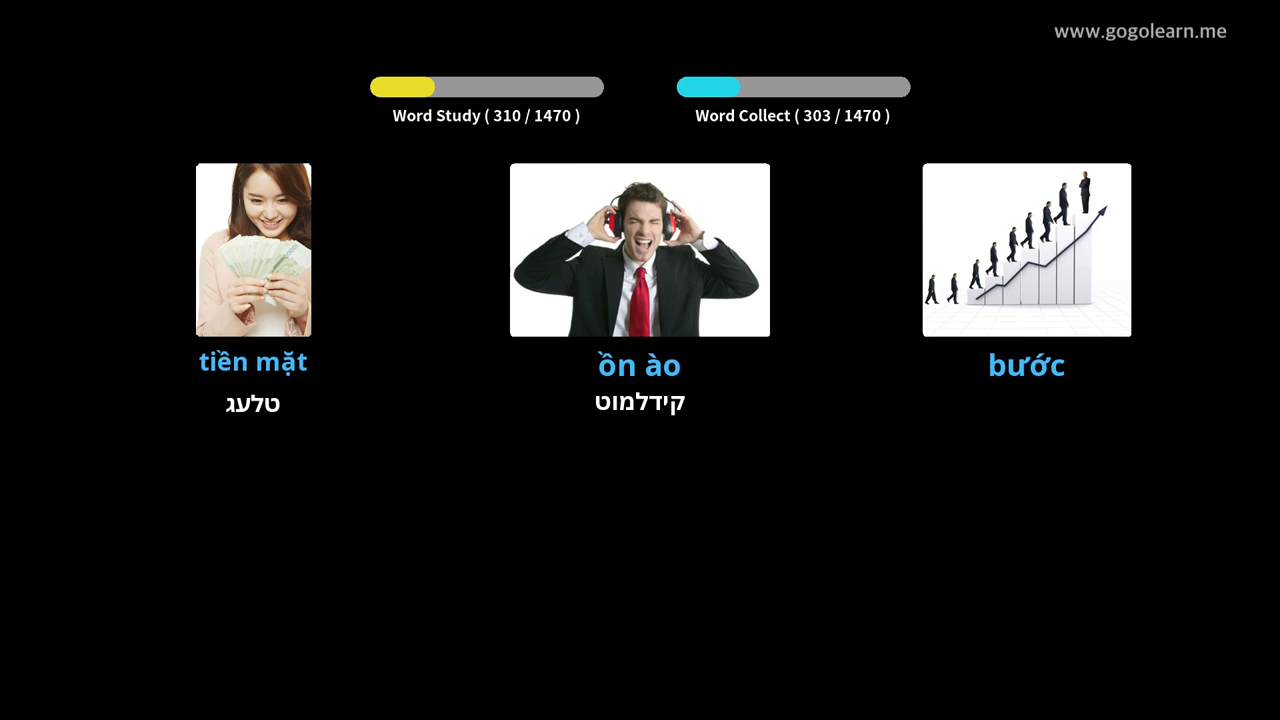 www.gogolearn.me
Word Study ( 310 / 1470 )
Word Collect ( 303 / 1470 )
tiền mặt
טלעג
ồn ào
קידלמוט
bước